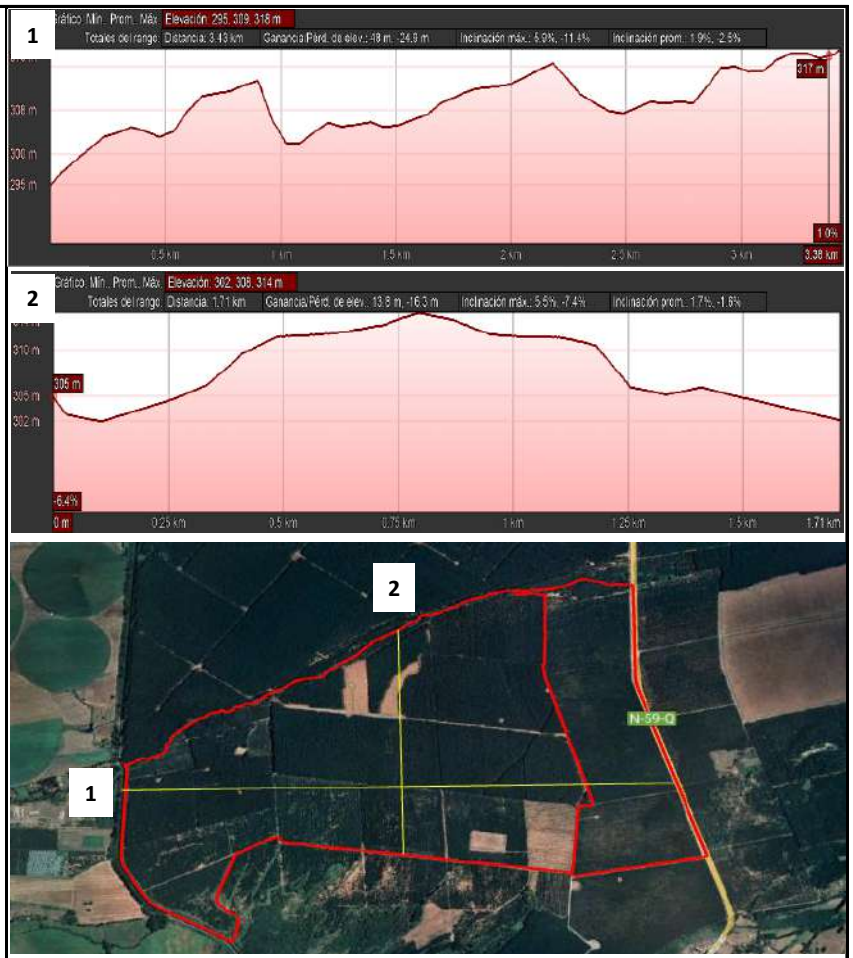 1
Gráfico: Mín., Prom., Máx. Elevación: 295, 309, 318 m
Totales del rango: Distancia: 3.43 km Ganancia/Pérd. de elev.: 48 m, -24.9 m Inclinación máx.: 5.9%, -11.4% Inclinación prom.: 1.9%, -2.5%
317 m
308 m
300 m
295 m
1.0%
0.5 km 1 km 1.5 km 2 km 2.5 km 3 km 3.38 km
2
Gráfico: Mín., Prom., Máx. Elevación: 302, 308, 314 m
Totales del rango: Distancia: 1.71 km Ganancia/Pérd. de elev.: 13.8 m, -16.3 m Inclinación máx.: 5.5%, -7.4% Inclinación prom.: 1.7%, -1.6%
310 m
305 m
305 m
302 m
-6.4%
0 m 0.25 km 0.5 km 0.75 km 1 km 1.25 km 1.5 km 1.71 km
2
N-59-Q
1